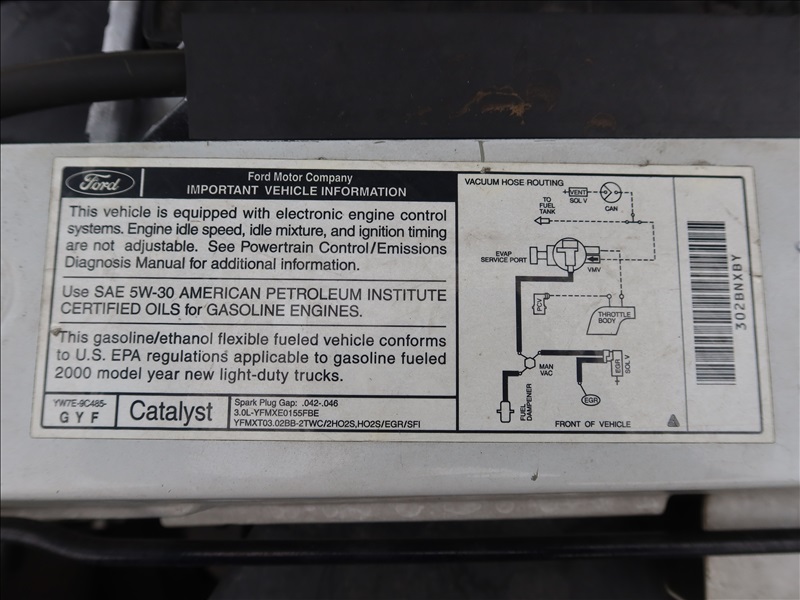 Ford
Ford Motor Company
IMPORTANT VEHICLE INFORMATION
This vehicle is equipped with electronic engine control
systems. Engine idle speed, idle mixture, and ignition timing
are not adjustable. See Powertrain Control/Emissions
Diagnosis Manual for additional information.
Use SAE 5W-30 AMERICAN PETROLEUM INSTITUTE
CERTIFIED OILS for GASOLINE ENGINES.
This gasoline/ethanol flexible fueled vehicle conforms
to U.S. EPA regulations applicable to gasoline fueled
2000 model year new light-duty trucks.
YW7E-9C485-
GYF
Catalyst
Spark Plug Gap: .042-.046
3.0L-YFMXE0155FBE
YFMXT03.02BB-2TWC/2HO2S,HO2S/EGR/SFI
VACUUM HOSE ROUTING
TO
FUEL
TANK
VENT
SOL V
CAN
EVAP
SERVICE PORT
VMV
PCV
THROTTLE
BODY
MAN
VAC
EGR
SOL V
FUEL
DAMPENER
EGR
FRONT OF VEHICLE
302BNXBY